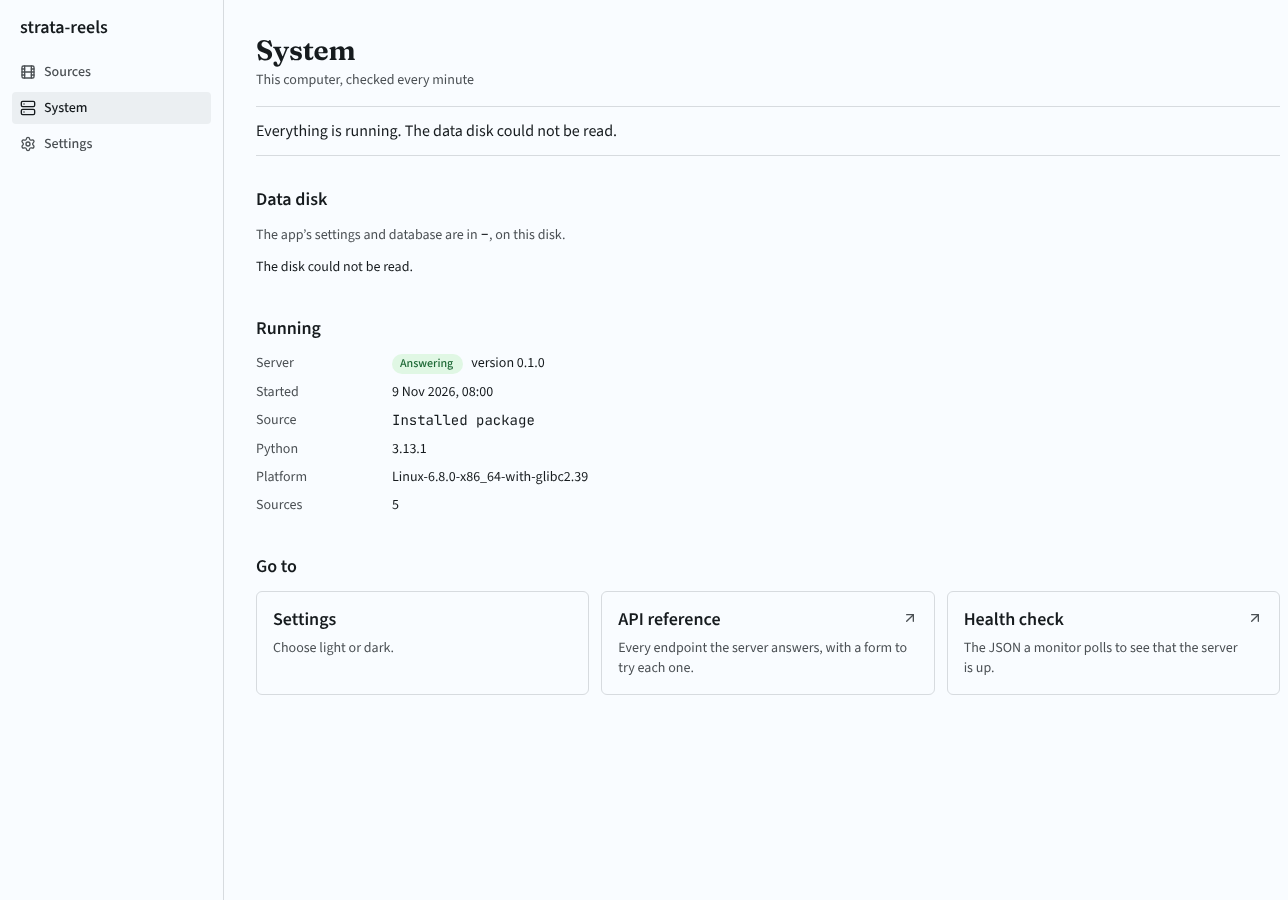 strata-reels
Sources
System
Settings
System
This computer, checked every minute
Everything is running. The data disk could not be read.
Data disk
The app’s settings and database are in –, on this disk.
The disk could not be read.
Running
Server Answering version 0.1.0
Started 9 Nov 2026, 08:00
Source Installed package
Python 3.13.1
Platform Linux-6.8.0-x86_64-with-glibc2.39
Sources 5
Go to
Settings
Choose light or dark.
API reference
Every endpoint the server answers, with a form to
try each one.
Health check
The JSON a monitor polls to see that the server
is up.